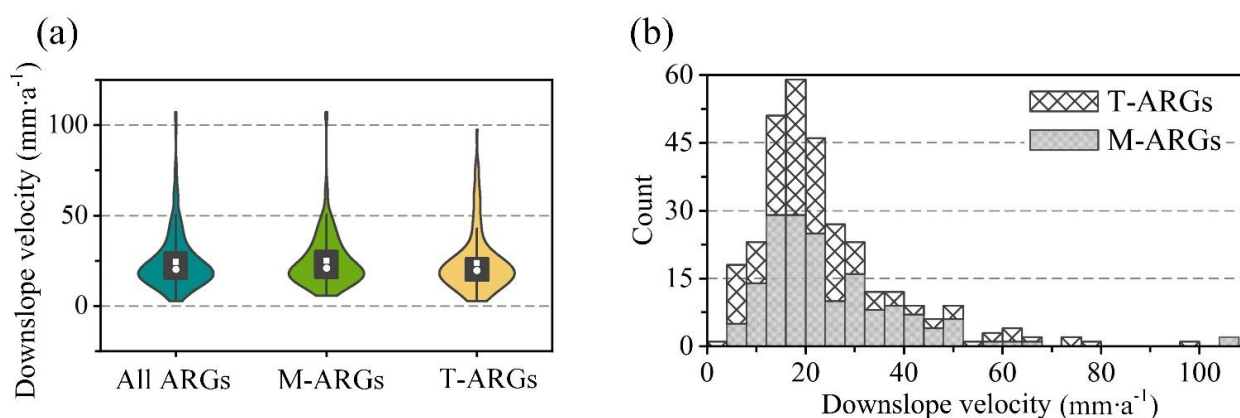 (a)
Downslope velocity (mm·a⁻¹)
100
50
0
All ARGs
M-ARGs
T-ARGs
(b)
Count
60
45
30
15
0
T-ARGs
M-ARGs
0
20
40
60
80
100
Downslope velocity (mm·a⁻¹)